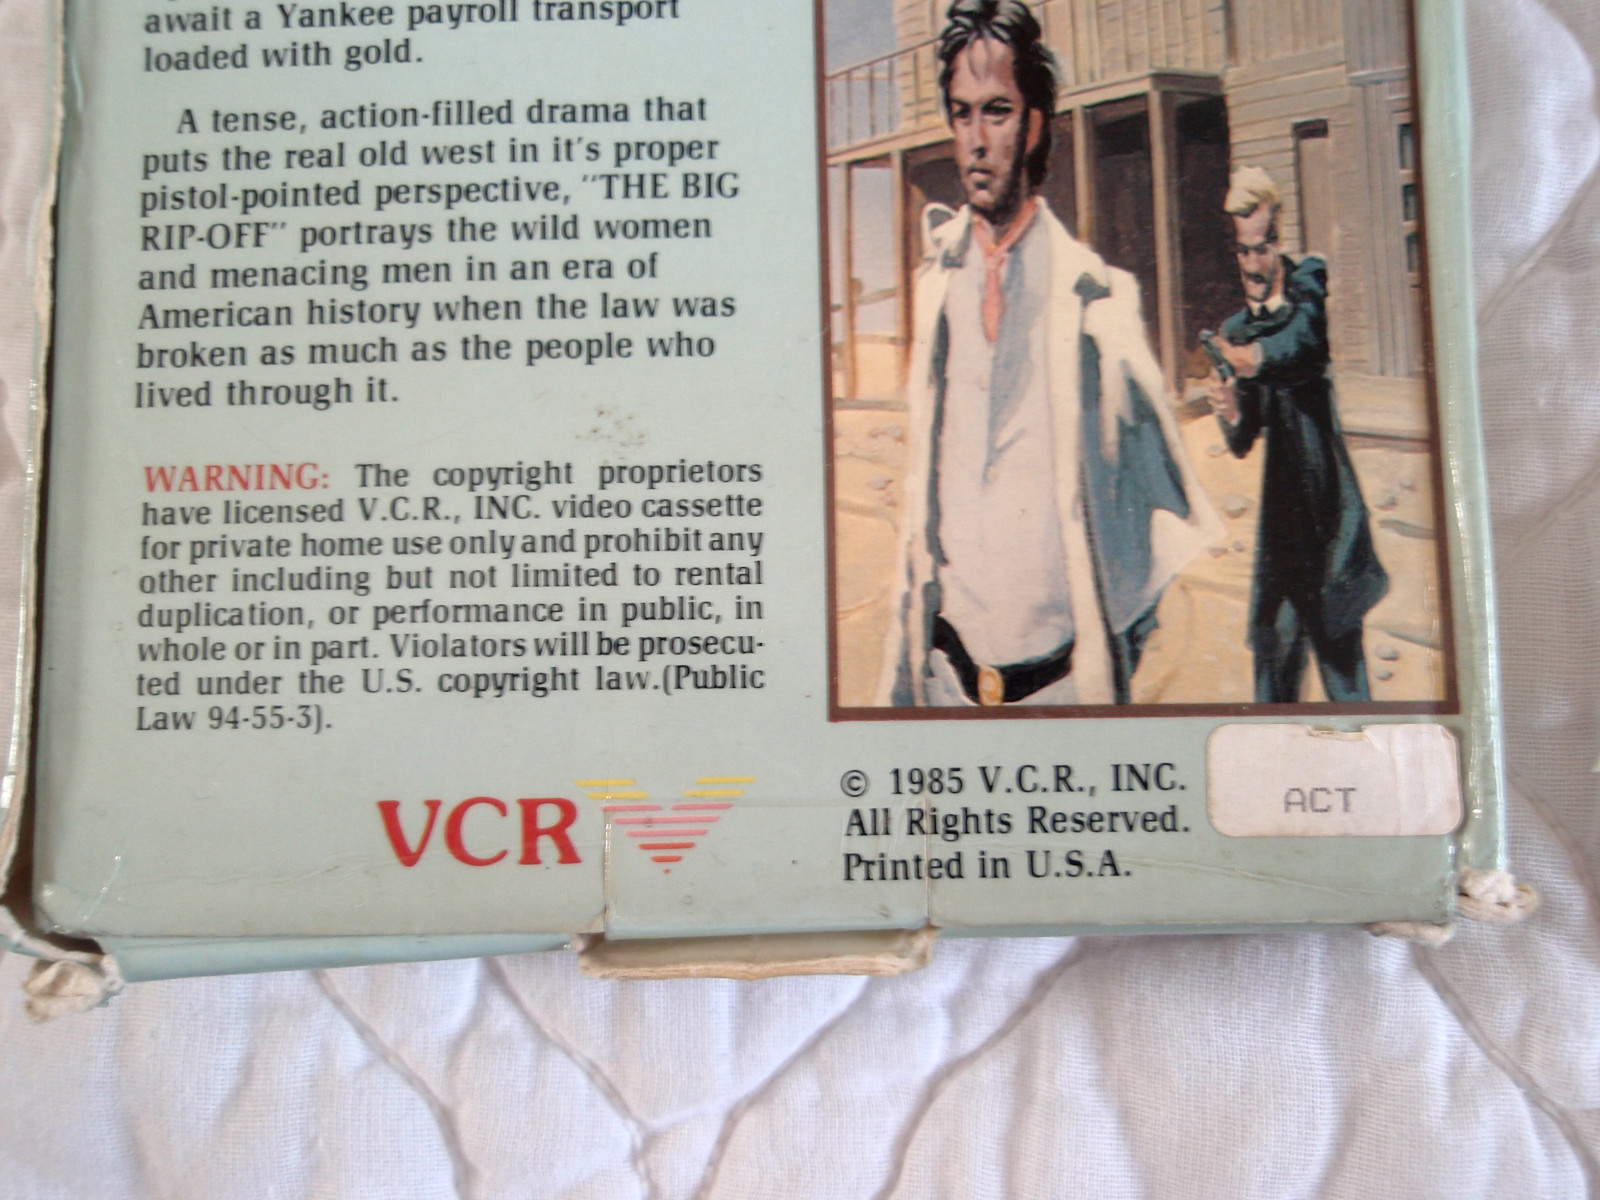 await a Yankee payroll transport
loaded with gold.
A tense, action-filled drama that
puts the real old west in it's proper
pistol-pointed perspective, "THE BIG
RIP-OFF" portrays the wild women
and menacing men in an era of
American history when the law was
broken as much as the people who
lived through it.
WARNING: The copyright proprietors
have licensed V.C.R., INC. video cassette
for private home use only and prohibit any
other including but not limited to rental
duplication, or performance in public, in
whole or in part. Violators will be prosecu-
ted under the U.S. copyright law.(Public
Law 94-55-3).
VCR
© 1985 V.C.R., INC.
All Rights Reserved.
Printed in U.S.A.
ACT